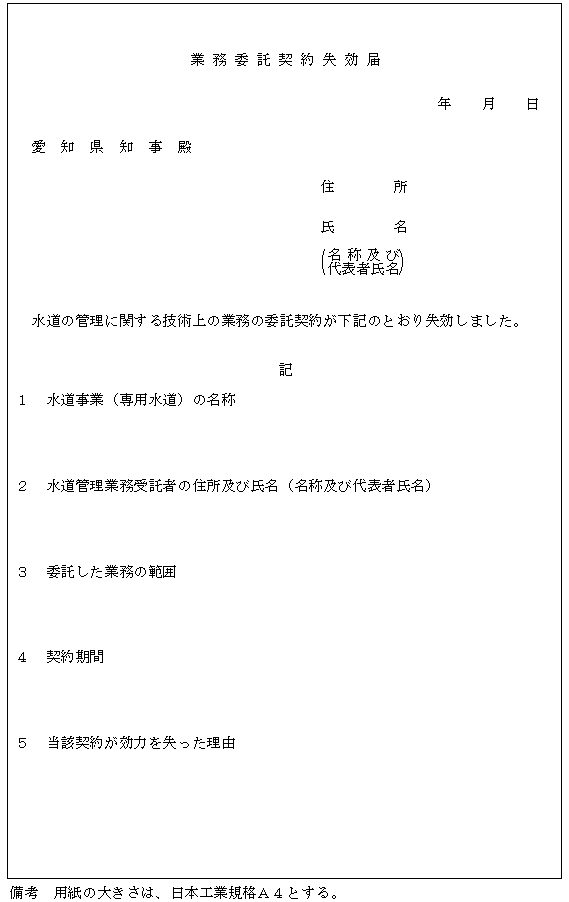 業務委託契約失効届
年　月　日
愛知県知事殿
住　　　所
氏　　　名
（名称及び
代表者氏名）
水道の管理に関する技術上の業務の委託契約が下記のとおり失効しました。
記
１　水道事業（専用水道）の名称
２　水道管理業務受託者の住所及び氏名（名称及び代表者氏名）
３　委託した業務の範囲
４　契約期間
５　当該契約が効力を失った理由
備考　用紙の大きさは、日本工業規格Ａ４とする。